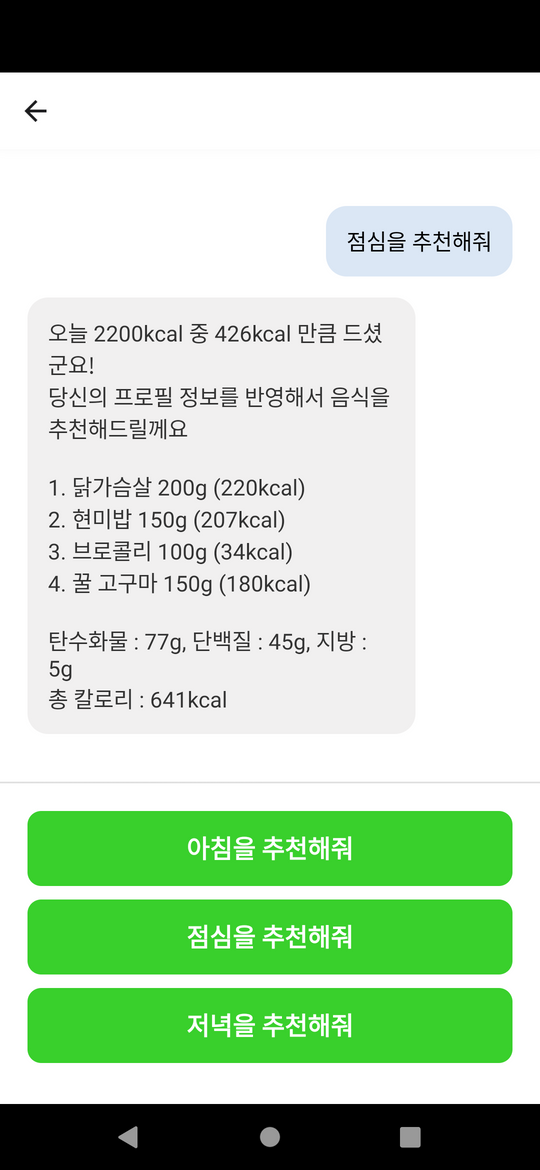 점심을 추천해줘
오늘 2200kcal 중 426kcal 만큼 드셨
군요!
당신의 프로필 정보를 반영해서 음식을
추천해드릴께요
1. 닭가슴살 200g (220kcal)
2. 현미밥 150g (207kcal)
3. 브로콜리 100g (34kcal)
4. 꿀 고구마 150g (180kcal)
탄수화물 : 77g, 단백질 : 45g, 지방 :
5g
총 칼로리 : 641kcal
아침을 추천해줘
점심을 추천해줘
저녁을 추천해줘